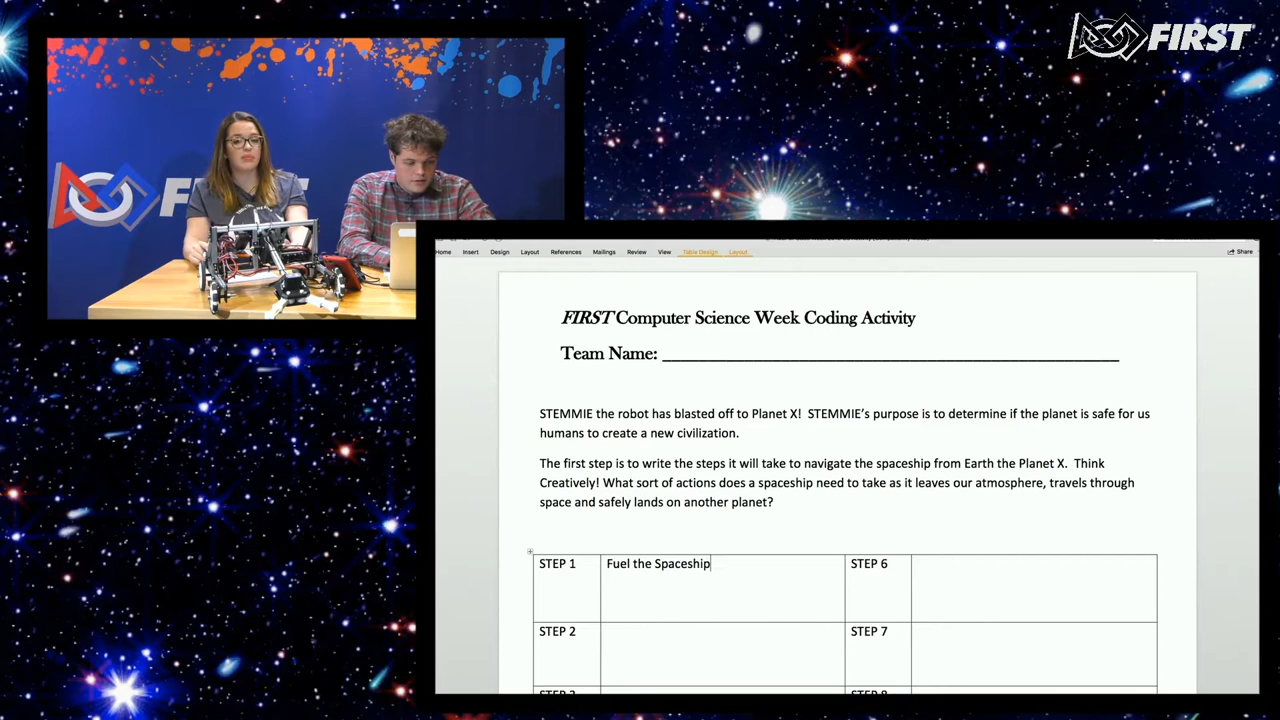 FIRST
F
Home Insert Design Layout References Mailings Review View Table Design Layout Share
FIRST Computer Science Week Coding Activity
Team Name: ___________________________________________________
STEMMIE the robot has blasted off to Planet X! STEMMIE's purpose is to determine if the planet is safe for us
humans to create a new civilization.
The first step is to write the steps it will take to navigate the spaceship from Earth the Planet X. Think
Creatively! What sort of actions does a spaceship need to take as it leaves our atmosphere, travels through
space and safely lands on another planet?
STEP 1 Fuel the Spaceship STEP 6
STEP 2 STEP 7